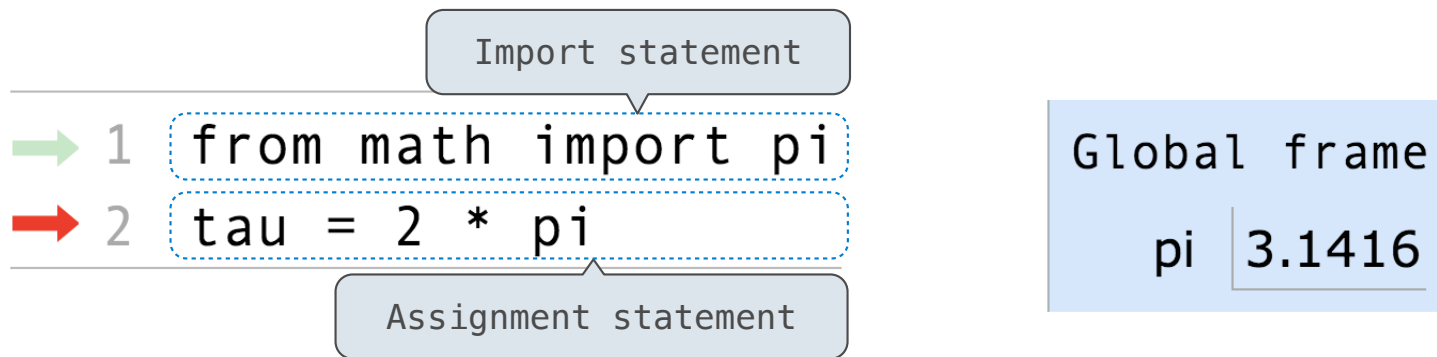 Import statement
1 from math import pi
2 tau = 2 * pi
Assignment statement
Global frame
pi 3.1416